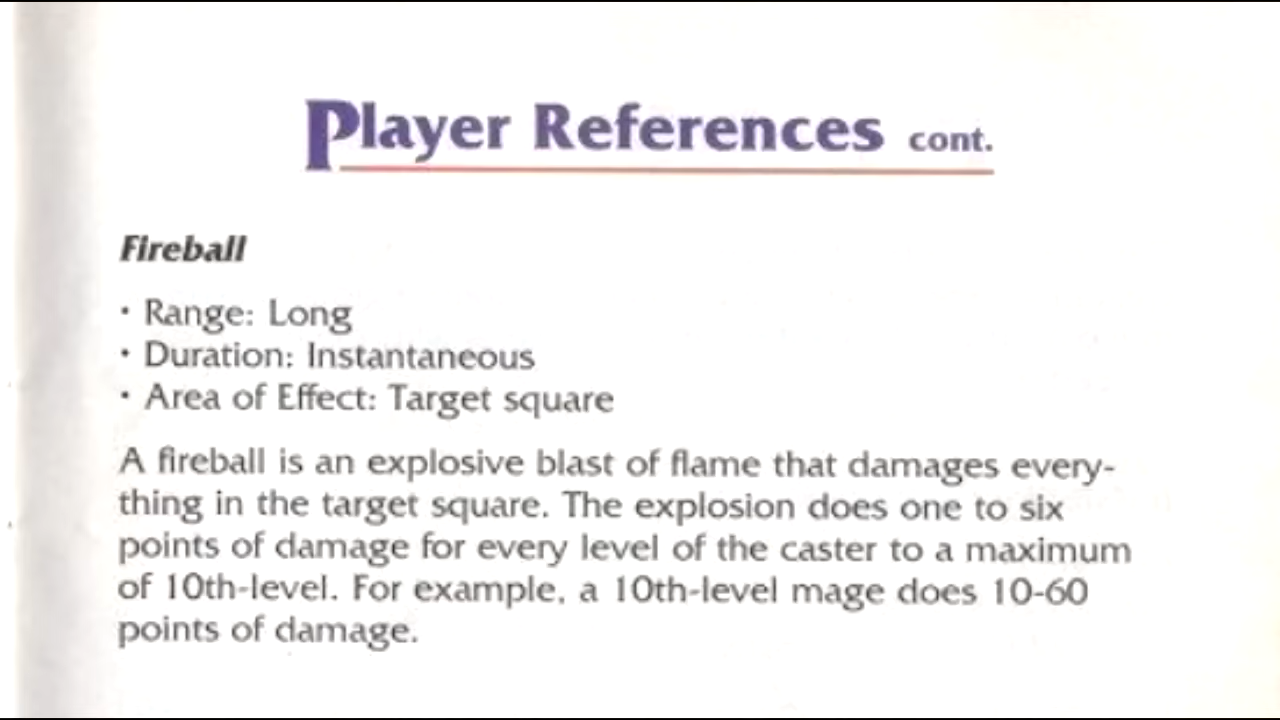 Player References cont.
Fireball
• Range: Long
• Duration: Instantaneous
• Area of Effect: Target square
A fireball is an explosive blast of flame that damages every-
thing in the target square. The explosion does one to six
points of damage for every level of the caster to a maximum
of 10th-level. For example, a 10th-level mage does 10-60
points of damage.